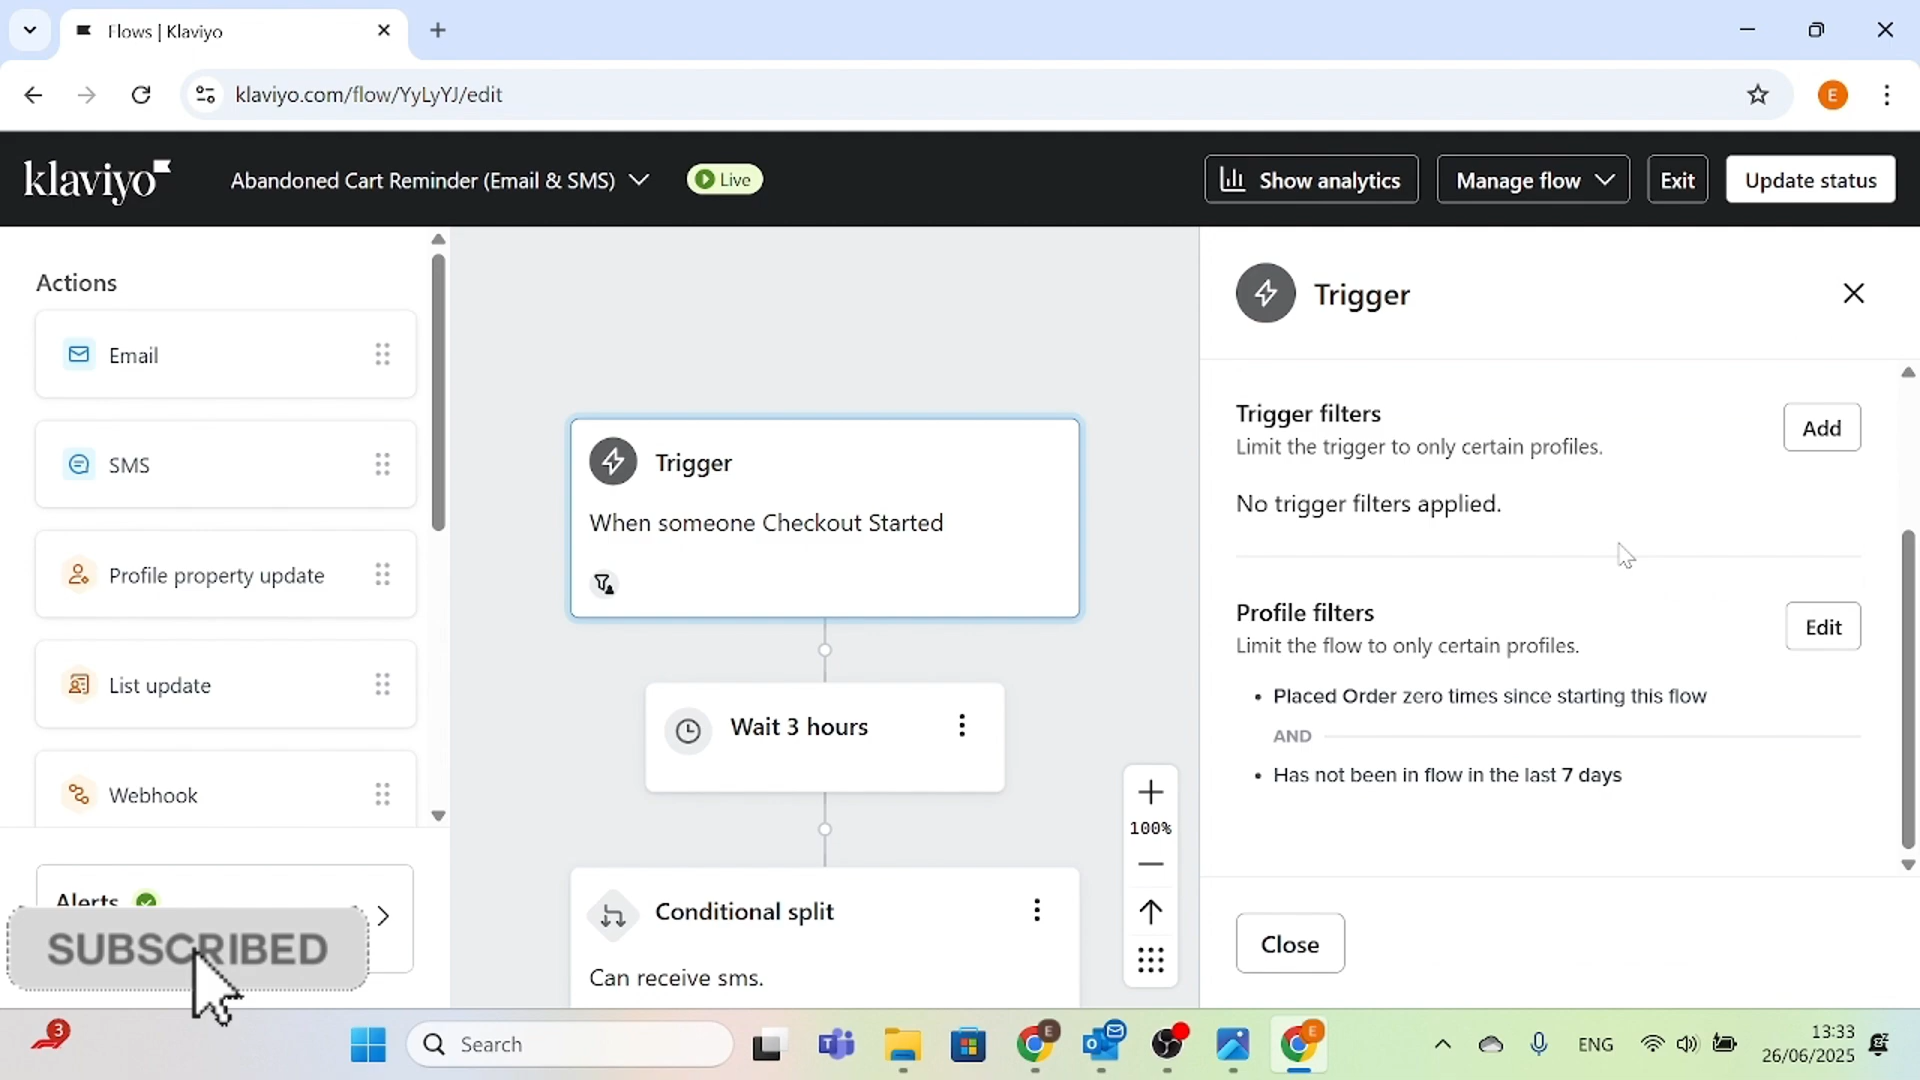 Flows | Klaviyo
klaviyo.com/flow/YyLyYJ/edit
E
klaviyo
Abandoned Cart Reminder (Email & SMS)
Live
Show analytics
Manage flow
Exit
Update status
Actions
Email
SMS
Profile property update
List update
Webhook
Alerts
SUBSCRIBED
Trigger
When someone Checkout Started
Wait 3 hours
Conditional split
Can receive sms.
100%
Trigger
Trigger filters
Limit the trigger to only certain profiles.
Add
No trigger filters applied.
Profile filters
Limit the flow to only certain profiles.
Edit
• Placed Order zero times since starting this flow
AND
• Has not been in flow in the last 7 days
Close
3
Search
E
E
ENG
13:33
26/06/2025